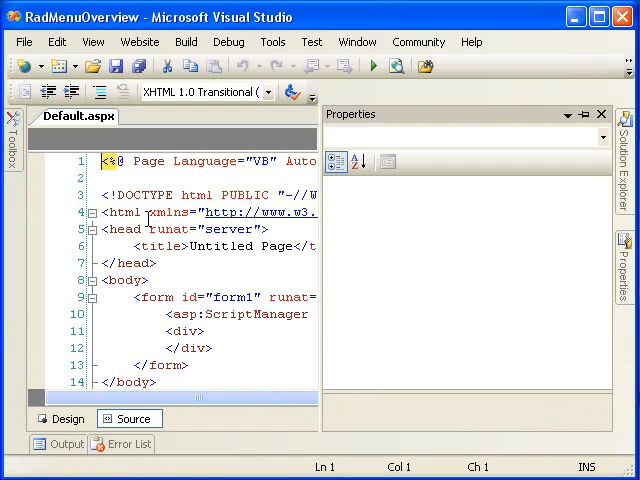 RadMenuOverview - Microsoft Visual Studio
File Edit View Website Build Debug Tools Test Window Community Help
XHTML 1.0 Transitional (
Toolbox
Default.aspx
1 <%@ Page Language="VB" Auto
2
3 <!DOCTYPE html PUBLIC "-//W
4 <html xmlns="http://www.w3.
5 <head runat="server">
6 <title>Untitled Page</t
7 </head>
8 <body>
9 <form id="form1" runat=
10 <asp:ScriptManager
11 <div>
12 </div>
13 </form>
14 </body>
Design Source
Properties
Solution Explorer
Properties
Output Error List
Ln 1 Col 1 Ch 1 INS